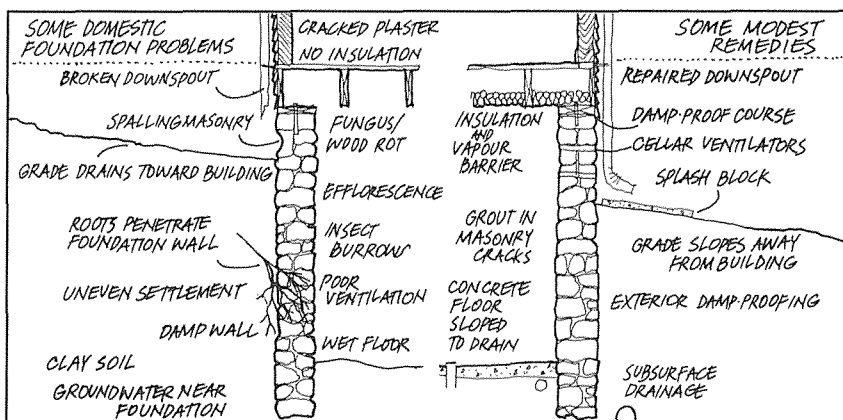 SOME DOMESTIC
FOUNDATION PROBLEMS
BROKEN DOWNSPOUT
SPALLING MASONRY
GRADE DRAINS TOWARD BUILDING
ROOTS PENETRATE
FOUNDATION WALL
UNEVEN SETTLEMENT
DAMP WALL
CLAY SOIL
GROUNDWATER NEAR
FOUNDATION
CRACKED PLASTER
NO INSULATION
FUNGUS/
WOOD ROT
EFFLORESCENCE
INSECT
BURROWS
POOR
VENTILATION
WET FLOOR
INSULATION
AND
VAPOUR
BARRIER
GROUT IN
MASONRY
CRACKS
CONCRETE
FLOOR
SLOPED
TO DRAIN
SOME MODEST
REMEDIES
REPAIRED DOWNSPOUT
DAMP-PROOF COURSE
CELLAR VENTILATORS
SPLASH BLOCK
GRADE SLOPES AWAY
FROM BUILDING
EXTERIOR DAMP-PROOFING
SUBSURFACE
DRAINAGE